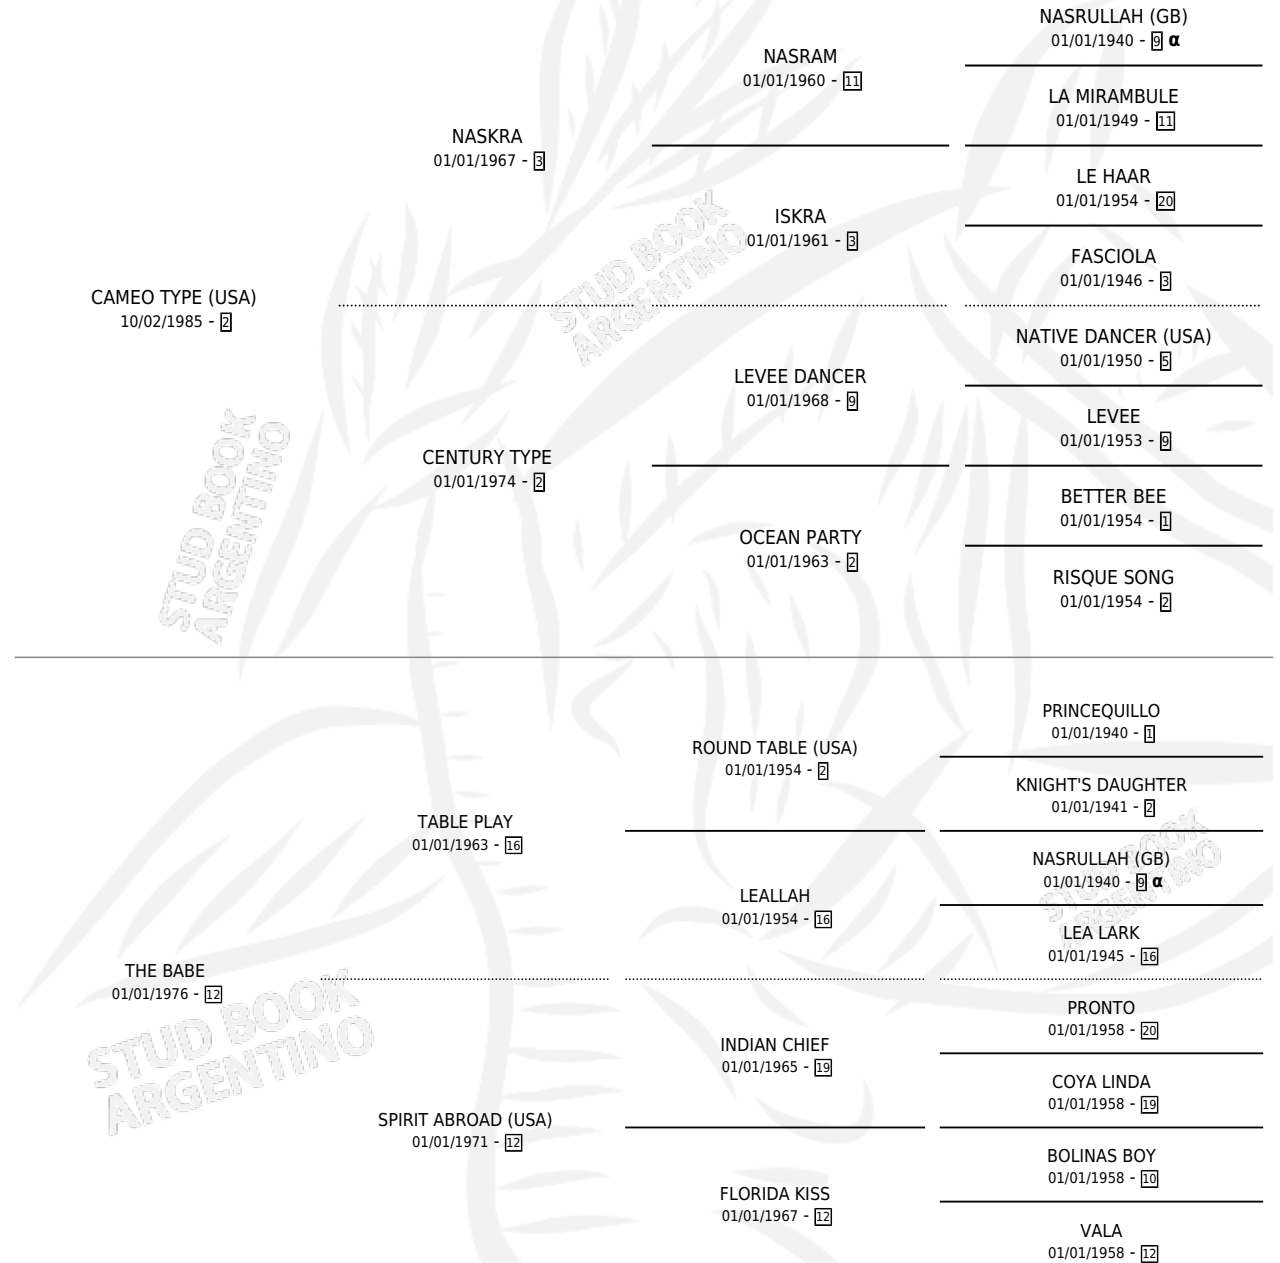 NASRULLAH (GB)
01/01/1940 - 9 α
NASRAM
01/01/1960 - 11
LA MIRAMBULE
01/01/1949 - 11
NASKRA
01/01/1967 - 3
LE HAAR
01/01/1954 - 20
ISKRA
01/01/1961 - 3
FASCIOLA
01/01/1946 - 3
CAMEO TYPE (USA)
10/02/1985 - 2
NATIVE DANCER (USA)
01/01/1950 - 5
LEVEE DANCER
01/01/1968 - 9
LEVEE
01/01/1953 - 9
CENTURY TYPE
01/01/1974 - 2
BETTER BEE
01/01/1954 - 1
OCEAN PARTY
01/01/1963 - 2
RISQUE SONG
01/01/1954 - 2
PRINCEQUILLO
01/01/1940 - 1
ROUND TABLE (USA)
01/01/1954 - 2
KNIGHT'S DAUGHTER
01/01/1941 - 2
TABLE PLAY
01/01/1963 - 16
NASRULLAH (GB)
01/01/1940 - 9 α
LEALLAH
01/01/1954 - 16
LEA LARK
01/01/1945 - 16
THE BABE
01/01/1976 - 12
PRONTO
01/01/1958 - 20
INDIAN CHIEF
01/01/1965 - 19
COYA LINDA
01/01/1958 - 19
SPIRIT ABROAD (USA)
01/01/1971 - 12
BOLINAS BOY
01/01/1958 - 10
FLORIDA KISS
01/01/1967 - 12
VALA
01/01/1958 - 12
STUD BOOK
ARGENTINO
STUD BOOK
ARGENTINO
STUD BOOK
ARGENTINO
STUD BOOK
ARGENTINO